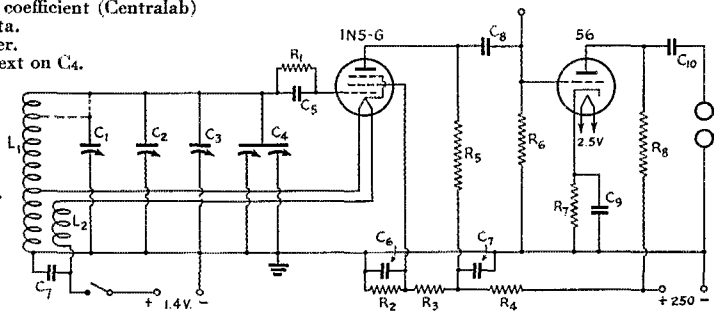 coefficient (Centralab)
ta.
er.
ext on C4.
1N5-G
56
C8
C10
R1
C5
L1
C1
C2
C3
C4
R5
R6
2.5V
R8
L2
R7
C9
C6
C7
C7
R2
R3
R4
+ 1.4V. -
+ 250 -